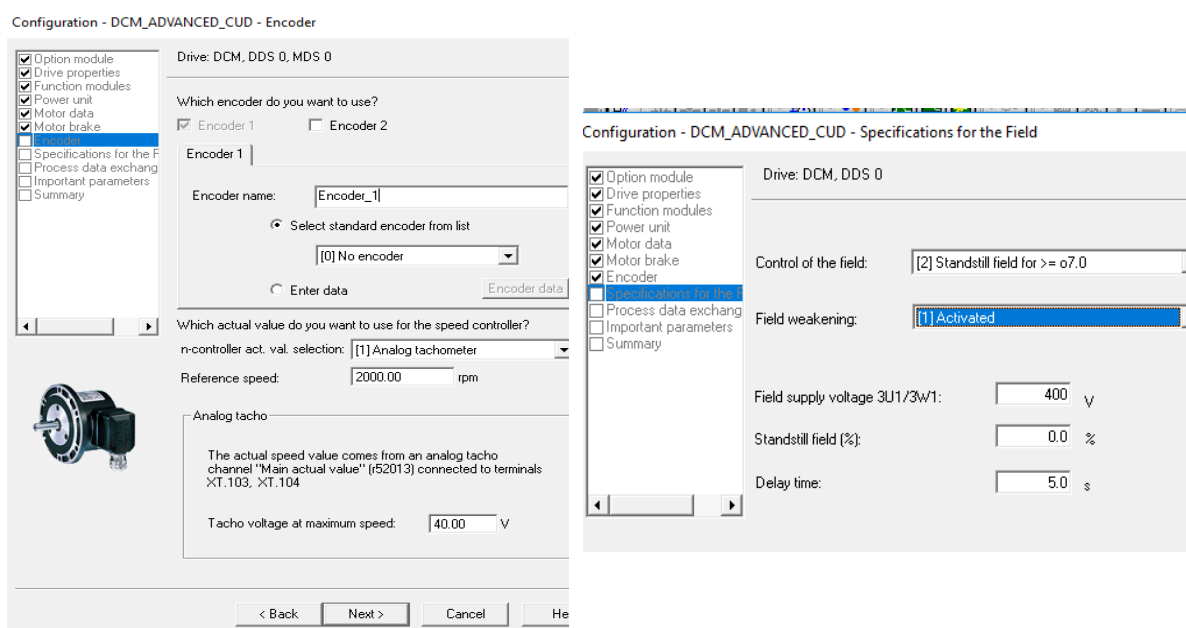 Configuration - DCM_ADVANCED_CUD - Encoder
Option module
Drive properties
Function modules
Power unit
Motor data
Motor brake
Encoder
Specifications for the F
Process data exchang
Important parameters
Summary
Drive: DCM, DDS 0, MDS 0
Which encoder do you want to use?
Encoder 1
Encoder 2
Encoder 1
Encoder name:
Encoder_1
Select standard encoder from list
[0] No encoder
Enter data
Encoder data
Which actual value do you want to use for the speed controller?
n-controller act. val. selection:
[1] Analog tachometer
Reference speed:
2000.00
rpm
Analog tacho
The actual speed value comes from an analog tacho
channel "Main actual value" (r52013) connected to terminals
XT.103, XT.104
Tacho voltage at maximum speed:
40.00
V
< Back
Next >
Cancel
He
Configuration - DCM_ADVANCED_CUD - Specifications for the Field
Option module
Drive properties
Function modules
Power unit
Motor data
Motor brake
Encoder
Specifications for the F
Process data exchang
Important parameters
Summary
Drive: DCM, DDS 0
Control of the field:
[2] Standstill field for >= o7.0
Field weakening:
[1] Activated
Field supply voltage 3U1/3W1:
400
V
Standstill field (%):
0.0
%
Delay time:
5.0
s